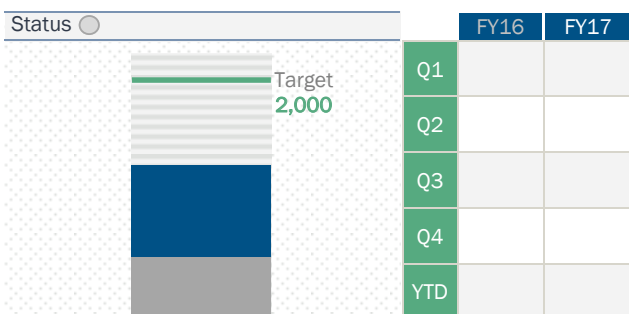 Status
Target
2,000
FY16 FY17
Q1
Q2
Q3
Q4
YTD